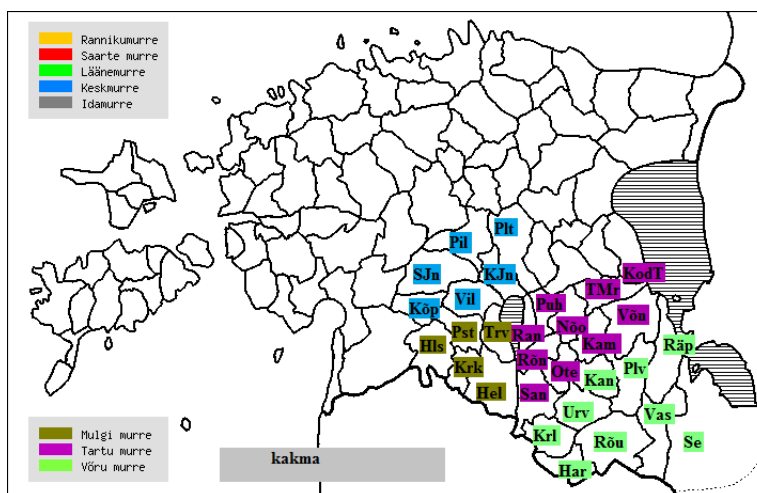 Rannikumurre
Saarte murre
Läänemurre
Keskmurre
Idamurre
Plt
Pil
SJn
KJn
KodT
TMr
Vil
Kõp
Puh
Võu
Nõo
Pst
Trv
Ran
Hls
Kam
Räp
Krk
Rõn
Ote
Kan
Plv
Hel
San
Urv
Vas
Krl
Rõu
Se
Har
Mulgi murre
Tartu murre
Võru murre
kakma